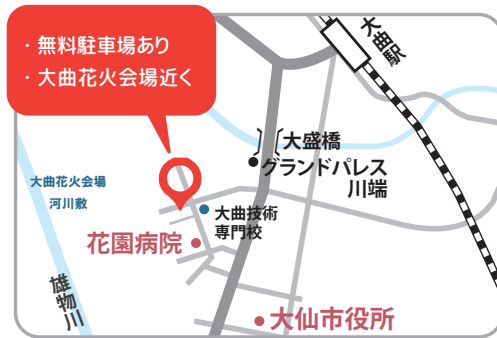 ・無料駐車場あり
・大曲花火会場近く
大曲駅
大盛橋
グランドパレス
川端
大曲花火会場
河川敷
大曲技術
専門校
花園病院
雄物川
大仙市役所